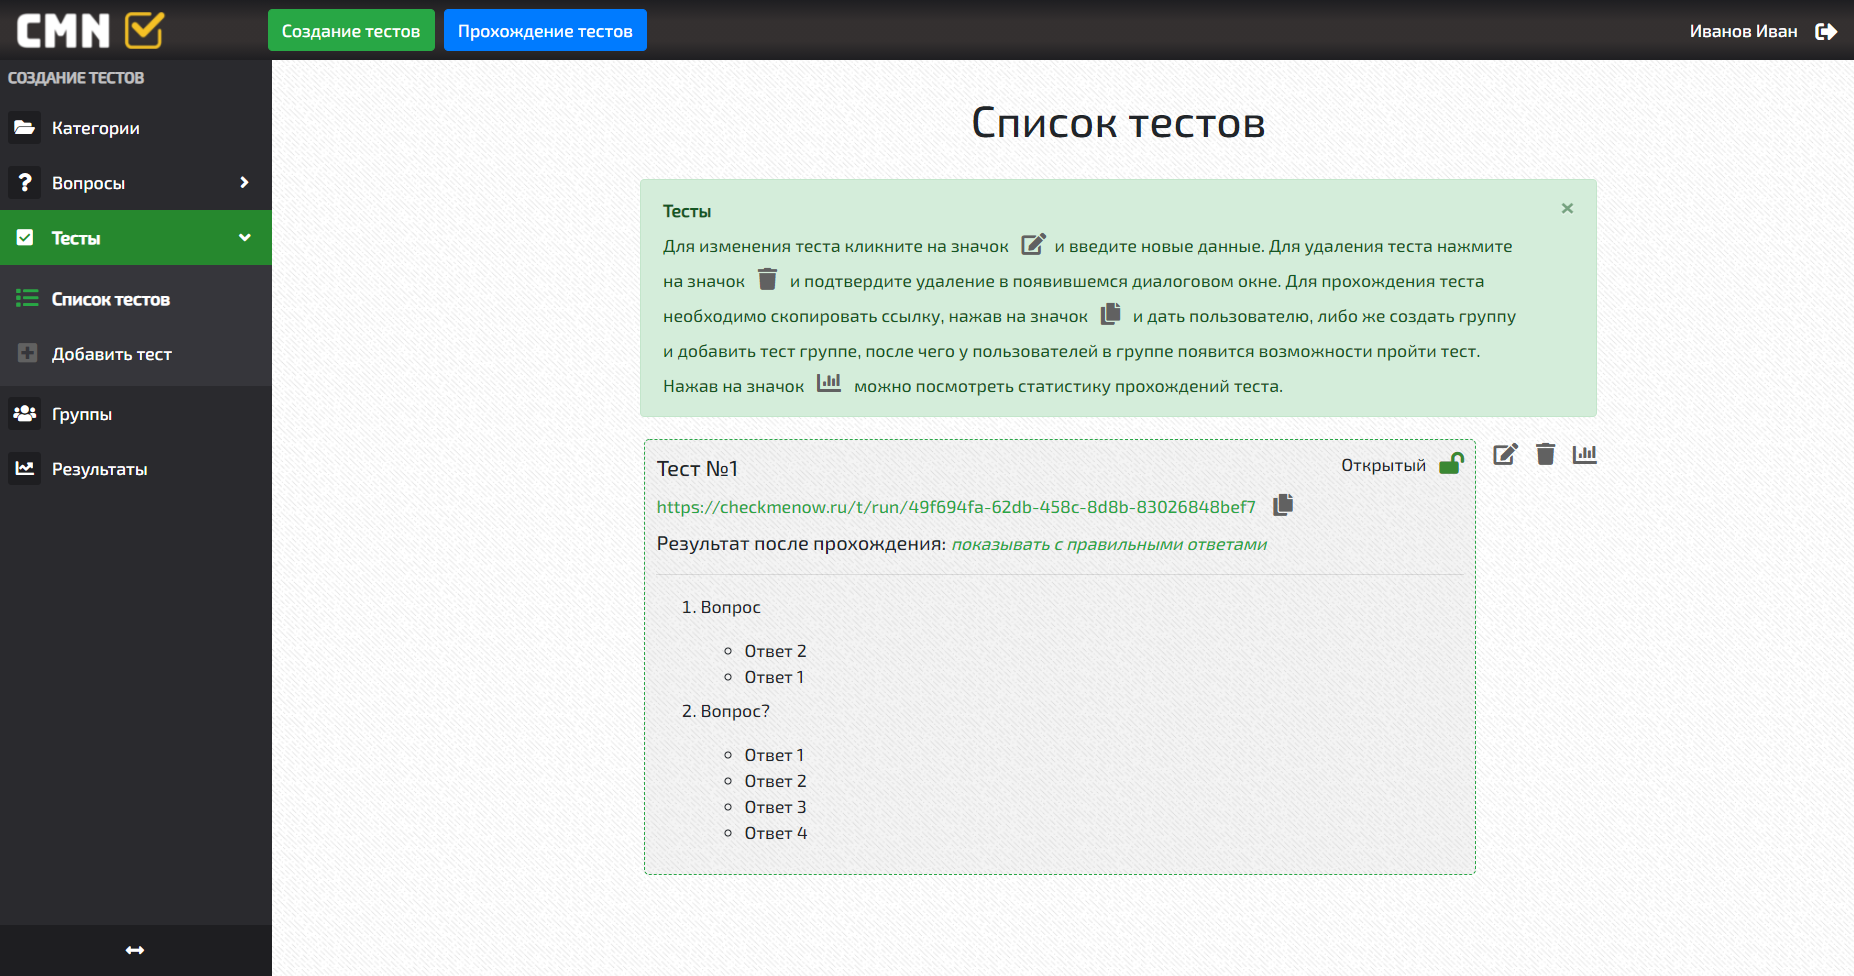 CMN
Создание тестов
Прохождение тестов
Иванов Иван
СОЗДАНИЕ ТЕСТОВ
Категории
Вопросы
Тесты
Список тестов
Добавить тест
Группы
Результаты
Список тестов
Тесты
×
Для изменения теста кликните на значок и введите новые данные. Для удаления теста нажмите
на значок и подтвердите удаление в появившемся диалоговом окне. Для прохождения теста
необходимо скопировать ссылку, нажав на значок и дать пользователю, либо же создать группу
и добавить тест группе, после чего у пользователей в группе появится возможности пройти тест.
Нажав на значок можно посмотреть статистику прохождений теста.
Тест №1
Открытый
https://checkmenow.ru/t/run/49f694fa-62db-458c-8d8b-83026848bef7
Результат после прохождения: показывать с правильными ответами
1. Вопрос
Ответ 2
Ответ 1
2. Вопрос?
Ответ 1
Ответ 2
Ответ 3
Ответ 4